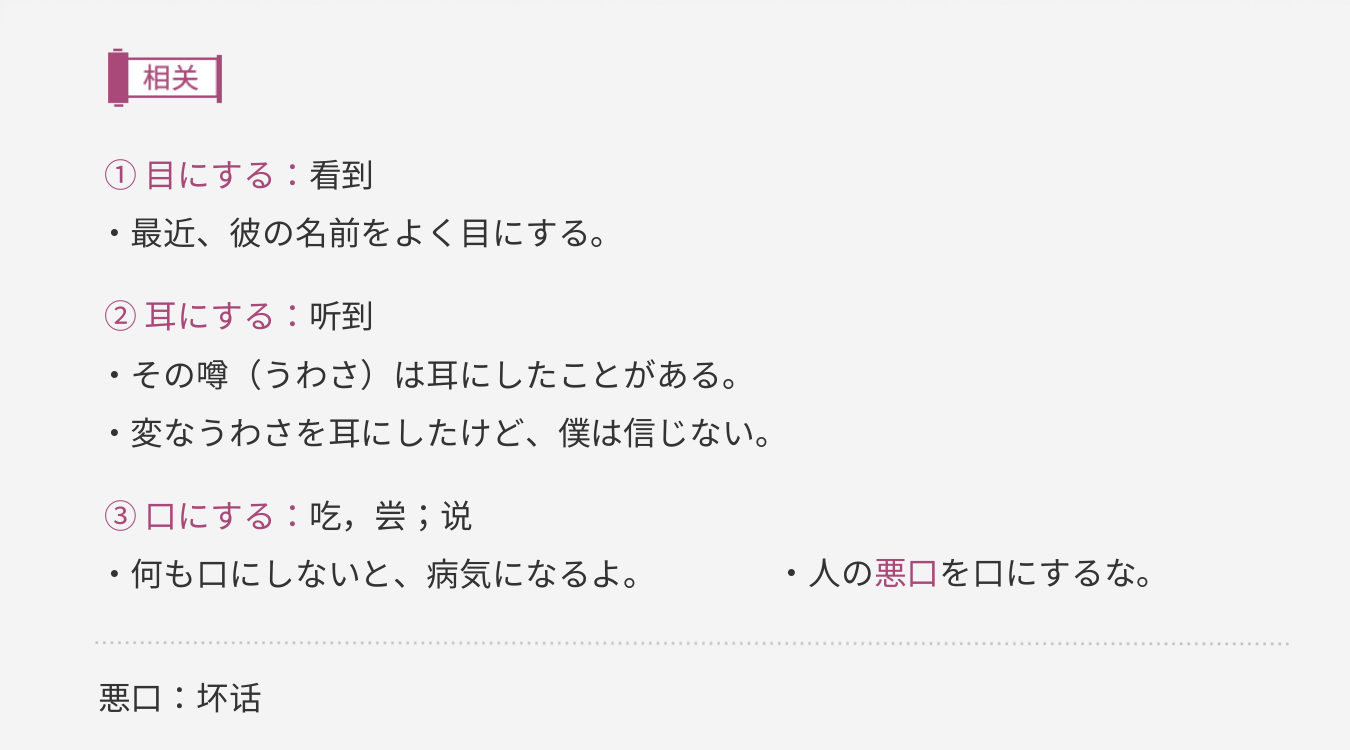 相关
① 目にする：看到
・最近、彼の名前をよく目にする。
② 耳にする：听到
・その噂（うわさ）は耳にしたことがある。
・変なうわさを耳にしたけど、僕は信じない。
③ 口にする：吃，尝；说
・何も口にしないと、病気になるよ。 ・人の悪口を口にするな。
悪口：坏话